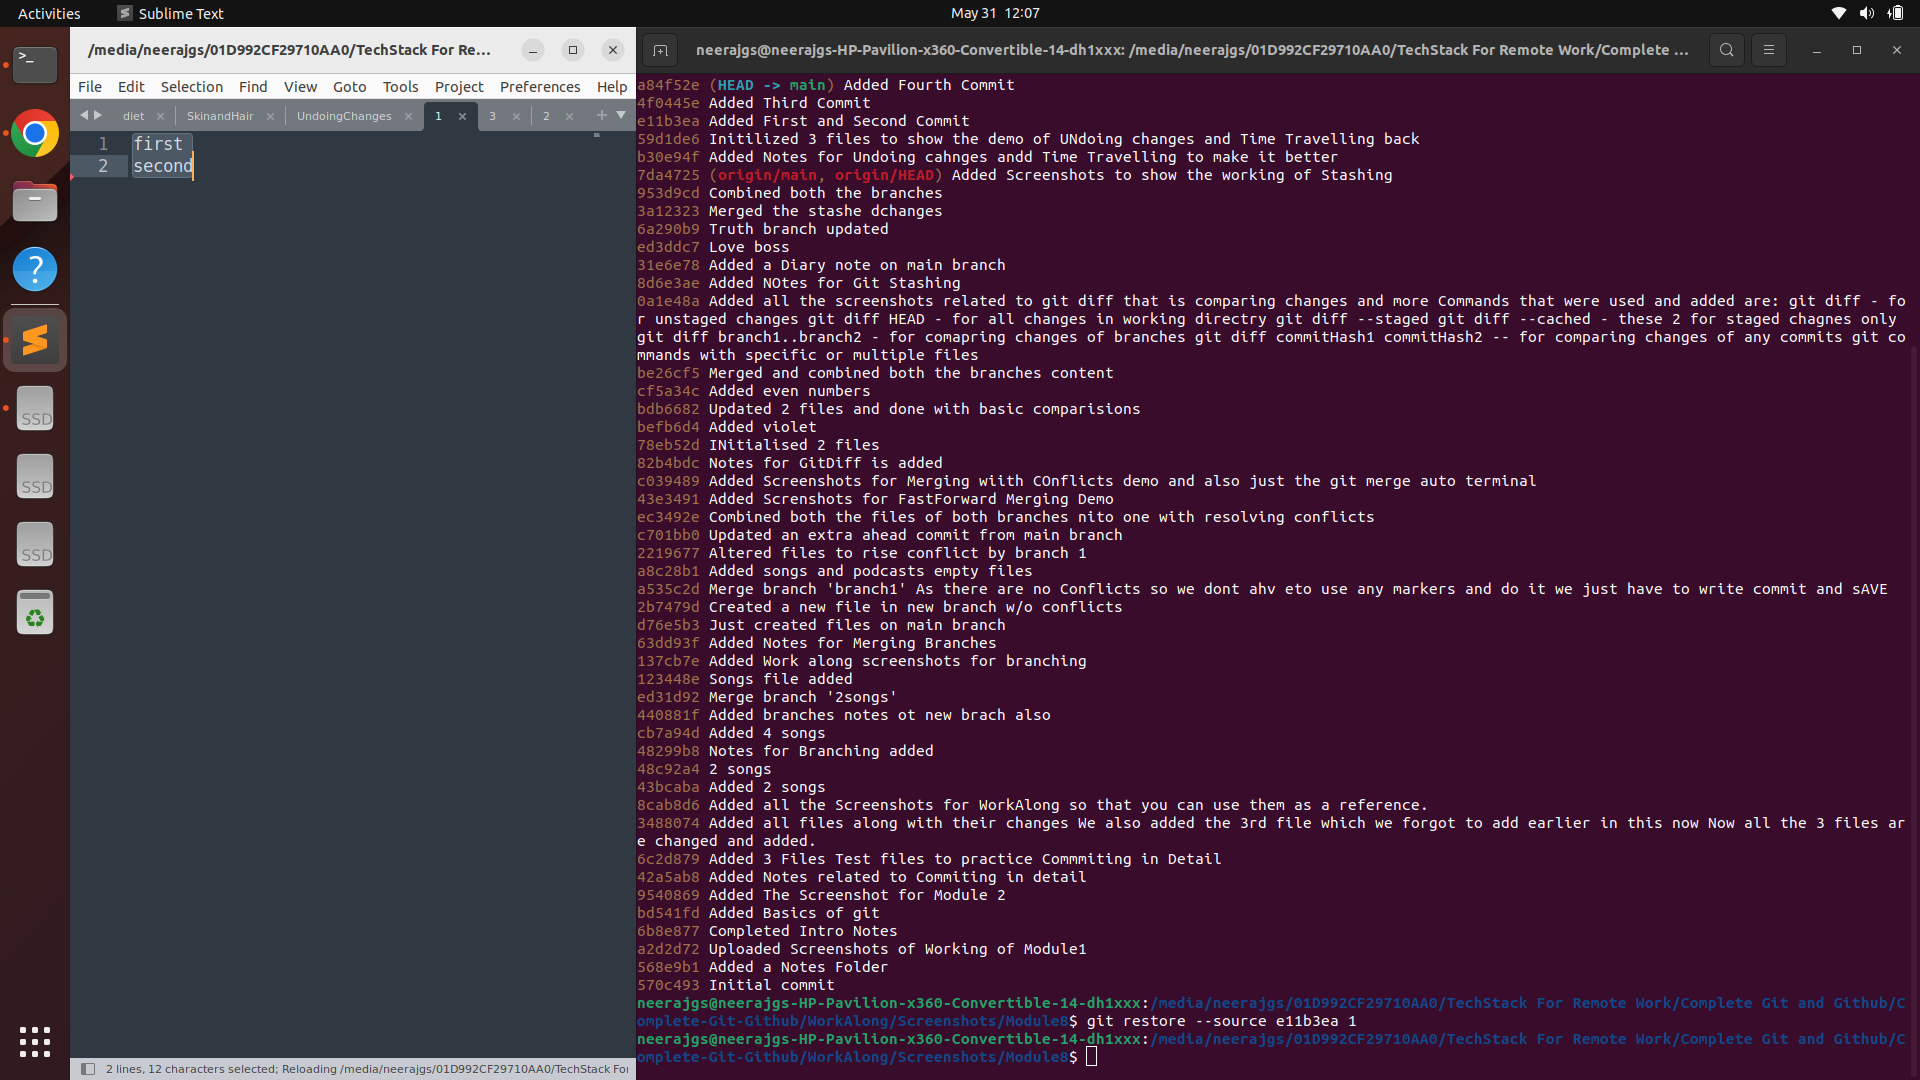 Activities
Sublime Text
May 31  12:07
/media/neerajgs/01D992CF29710AA0/TechStack For Re...
File Edit Selection Find View Goto Tools Project Preferences Help
diet
SkinandHair
UndoingChanges
1
3
2
1 first
2 second
SSD
SSD
SSD
2 lines, 12 characters selected; Reloading /media/neerajgs/01D992CF29710AA0/TechStack For
neerajgs@neerajgs-HP-Pavilion-x360-Convertible-14-dh1xxx: /media/neerajgs/01D992CF29710AA0/TechStack For Remote Work/Complete ...
a84f52e (HEAD -> main) Added Fourth Commit
4f0445e Added Third Commit
e11b3ea Added First and Second Commit
59d1de6 Initilized 3 files to show the demo of UNdoing changes and Time Travelling back
b30e94f Added Notes for Undoing cahnges andd Time Travelling to make it better
7da4725 (origin/main, origin/HEAD) Added Screenshots to show the working of Stashing
953d9cd Combined both the branches
3a12323 Merged the stashe dchanges
6a290b9 Truth branch updated
ed3ddc7 Love boss
31e6e78 Added a Diary note on main branch
8d6e3ae Added NOtes for Git Stashing
0a1e48a Added all the screenshots related to git diff that is comparing changes and more Commands that were used and added are: git diff - fo
r unstaged changes git diff HEAD - for all changes in working directry git diff --staged git diff --cached - these 2 for staged chagnes only
git diff branch1..branch2 - for comapring changes of branches git diff commitHash1 commitHash2 -- for comparing changes of any commits git co
mmands with specific or multiple files
be26cf5 Merged and combined both the branches content
cf5a34c Added even numbers
bdb6682 Updated 2 files and done with basic comparisions
befb6d4 Added violet
78eb52d INitialised 2 files
82b4bdc Notes for GitDiff is added
c039489 Added Screenshots for Merging wiith COnflicts demo and also just the git merge auto terminal
43e3491 Added Screnshots for FastForward Merging Demo
ec3492e Combined both the files of both branches nito one with resolving conflicts
c701bb0 Updated an extra ahead commit from main branch
2219677 Altered files to rise conflict by branch 1
a8c28b1 Added songs and podcasts empty files
a535c2d Merge branch 'branch1' As there are no Conflicts so we dont ahv eto use any markers and do it we just have to write commit and sAVE
2b7479d Created a new file in new branch w/o conflicts
d76e5b3 Just created files on main branch
63dd93f Added Notes for Merging Branches
137cb7e Added Work along screenshots for branching
123448e Songs file added
ed31d92 Merge branch '2songs'
440881f Added branches notes ot new brach also
cb7a94d Added 4 songs
48299b8 Notes for Branching added
48c92a4 2 songs
43bcaba Added 2 songs
8cab8d6 Added all the Screenshots for WorkAlong so that you can use them as a reference.
3488074 Added all files along with their changes We also added the 3rd file which we forgot to add earlier in this now Now all the 3 files ar
e changed and added.
6c2d879 Added 3 Files Test files to practice Commmiting in Detail
42a5ab8 Added Notes related to Commiting in detail
9540869 Added The Screenshot for Module 2
bd541fd Added Basics of git
6b8e877 Completed Intro Notes
a2d2d72 Uploaded Screenshots of Working of Module1
568e9b1 Added a Notes Folder
570c493 Initial commit
neerajgs@neerajgs-HP-Pavilion-x360-Convertible-14-dh1xxx:/media/neerajgs/01D992CF29710AA0/TechStack For Remote Work/Complete Git and Github/C
omplete-Git-Github/WorkAlong/Screenshots/Module8$ git restore --source e11b3ea 1
neerajgs@neerajgs-HP-Pavilion-x360-Convertible-14-dh1xxx:/media/neerajgs/01D992CF29710AA0/TechStack For Remote Work/Complete Git and Github/C
omplete-Git-Github/WorkAlong/Screenshots/Module8$